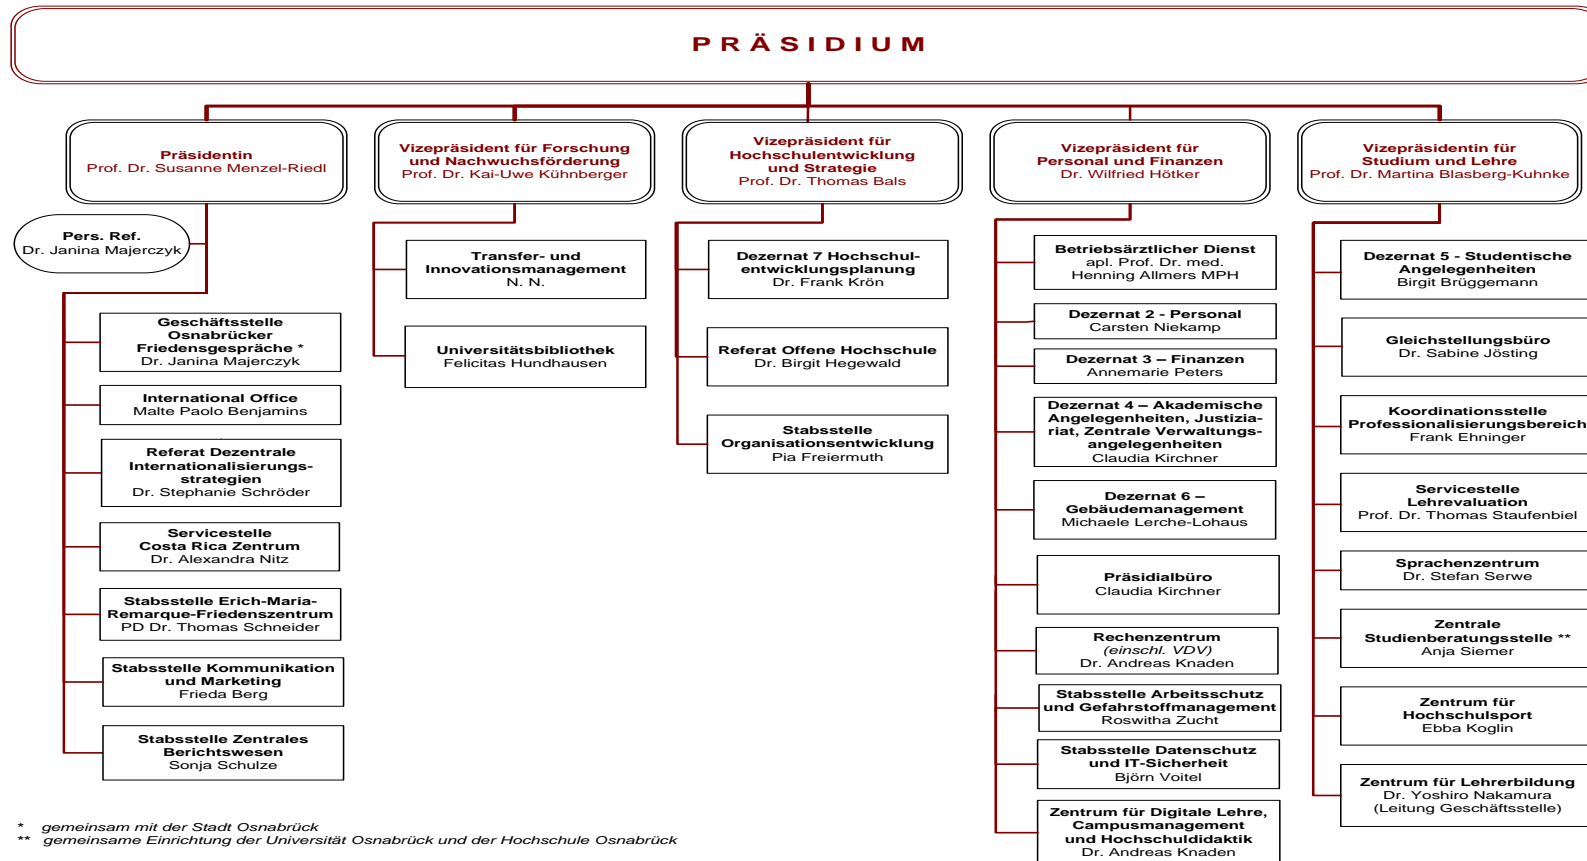 PRÄSIDIUM
Präsidentin
Prof. Dr. Susanne Menzel-Riedl
Vizepräsident für Forschung
und Nachwuchsförderung
Prof. Dr. Kai-Uwe Kühnberger
Vizepräsident für
Hochschulentwicklung
und Strategie
Prof. Dr. Thomas Bals
Vizepräsident für
Personal und Finanzen
Dr. Wilfried Hötker
Vizepräsidentin für
Studium und Lehre
Prof. Dr. Martina Blasberg-Kuhnke
Pers. Ref.
Dr. Janina Majerczyk
Geschäftsstelle
Osnabrücker
Friedensgespräche *
Dr. Janina Majerczyk
International Office
Malte Paolo Benjamins
Referat Dezentrale
Internationalisierungs-
strategien
Dr. Stephanie Schröder
Servicestelle
Costa Rica Zentrum
Dr. Alexandra Nitz
Stabsstelle Erich-Maria-
Remarque-Friedenszentrum
PD Dr. Thomas Schneider
Stabsstelle Kommunikation
und Marketing
Frieda Berg
Stabsstelle Zentrales
Berichtswesen
Sonja Schulze
Transfer- und
Innovationsmanagement
N. N.
Universitätsbibliothek
Felicitas Hundhausen
Dezernat 7 Hochschul-
entwicklungsplanung
Dr. Frank Krön
Referat Offene Hochschule
Dr. Birgit Hegewald
Stabsstelle
Organisationsentwicklung
Pia Freiermuth
Betriebsärztlicher Dienst
apl. Prof. Dr. med.
Henning Allmers MPH
Dezernat 2 - Personal
Carsten Niekamp
Dezernat 3 – Finanzen
Annemarie Peters
Dezernat 4 – Akademische
Angelegenheiten, Justizia-
riat, Zentrale Verwaltungs-
angelegenheiten
Claudia Kirchner
Dezernat 6 –
Gebäudemanagement
Michaele Lerche-Lohaus
Präsidialbüro
Claudia Kirchner
Rechenzentrum
(einschl. VDV)
Dr. Andreas Knaden
Stabsstelle Arbeitsschutz
und Gefahrstoffmanagement
Roswitha Zucht
Stabsstelle Datenschutz
und IT-Sicherheit
Björn Voitel
Zentrum für Digitale Lehre,
Campusmanagement
und Hochschuldidaktik
Dr. Andreas Knaden
Dezernat 5 - Studentische
Angelegenheiten
Birgit Brüggemann
Gleichstellungsbüro
Dr. Sabine Jösting
Koordinationsstelle
Professionalisierungsbereich
Frank Ehninger
Servicestelle
Lehrevaluation
Prof. Dr. Thomas Staufenbiel
Sprachenzentrum
Dr. Stefan Serwe
Zentrale
Studienberatungsstelle **
Anja Siemer
Zentrum für
Hochschulsport
Ebba Koglin
Zentrum für Lehrerbildung
Dr. Yoshiro Nakamura
(Leitung Geschäftsstelle)
* gemeinsam mit der Stadt Osnabrück
** gemeinsame Einrichtung der Universität Osnabrück und der Hochschule Osnabrück